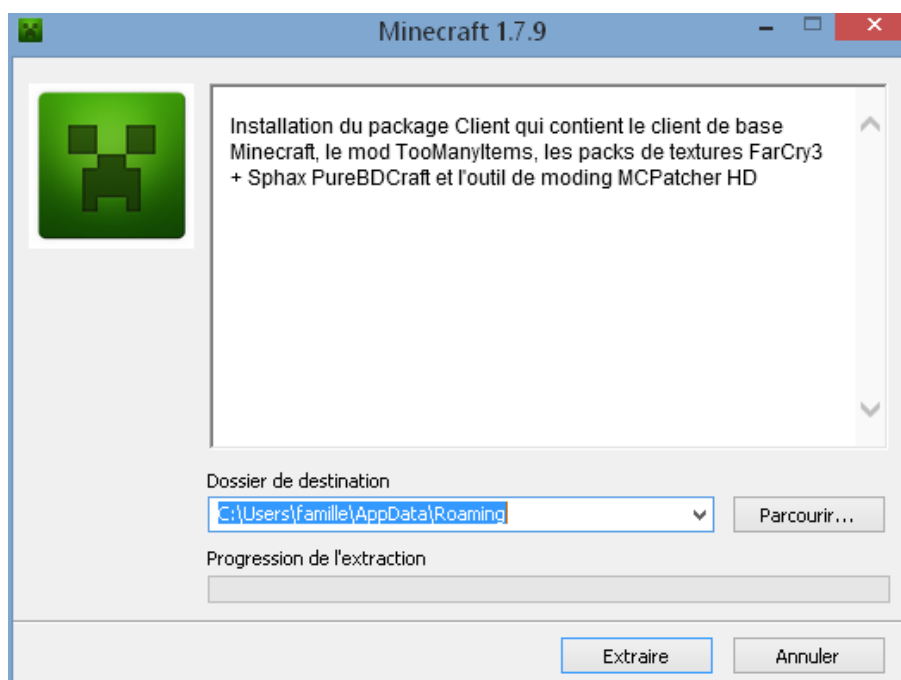 Minecraft 1.7.9
Installation du package Client qui contient le client de base
Minecraft, le mod TooManyItems, les packs de textures FarCry3
+ Sphax PureBDCraft et l'outil de moding MCPatcher HD
Dossier de destination
C:\Users\famille\AppData\Roaming
Parcourir...
Progression de l'extraction
Extraire
Annuler